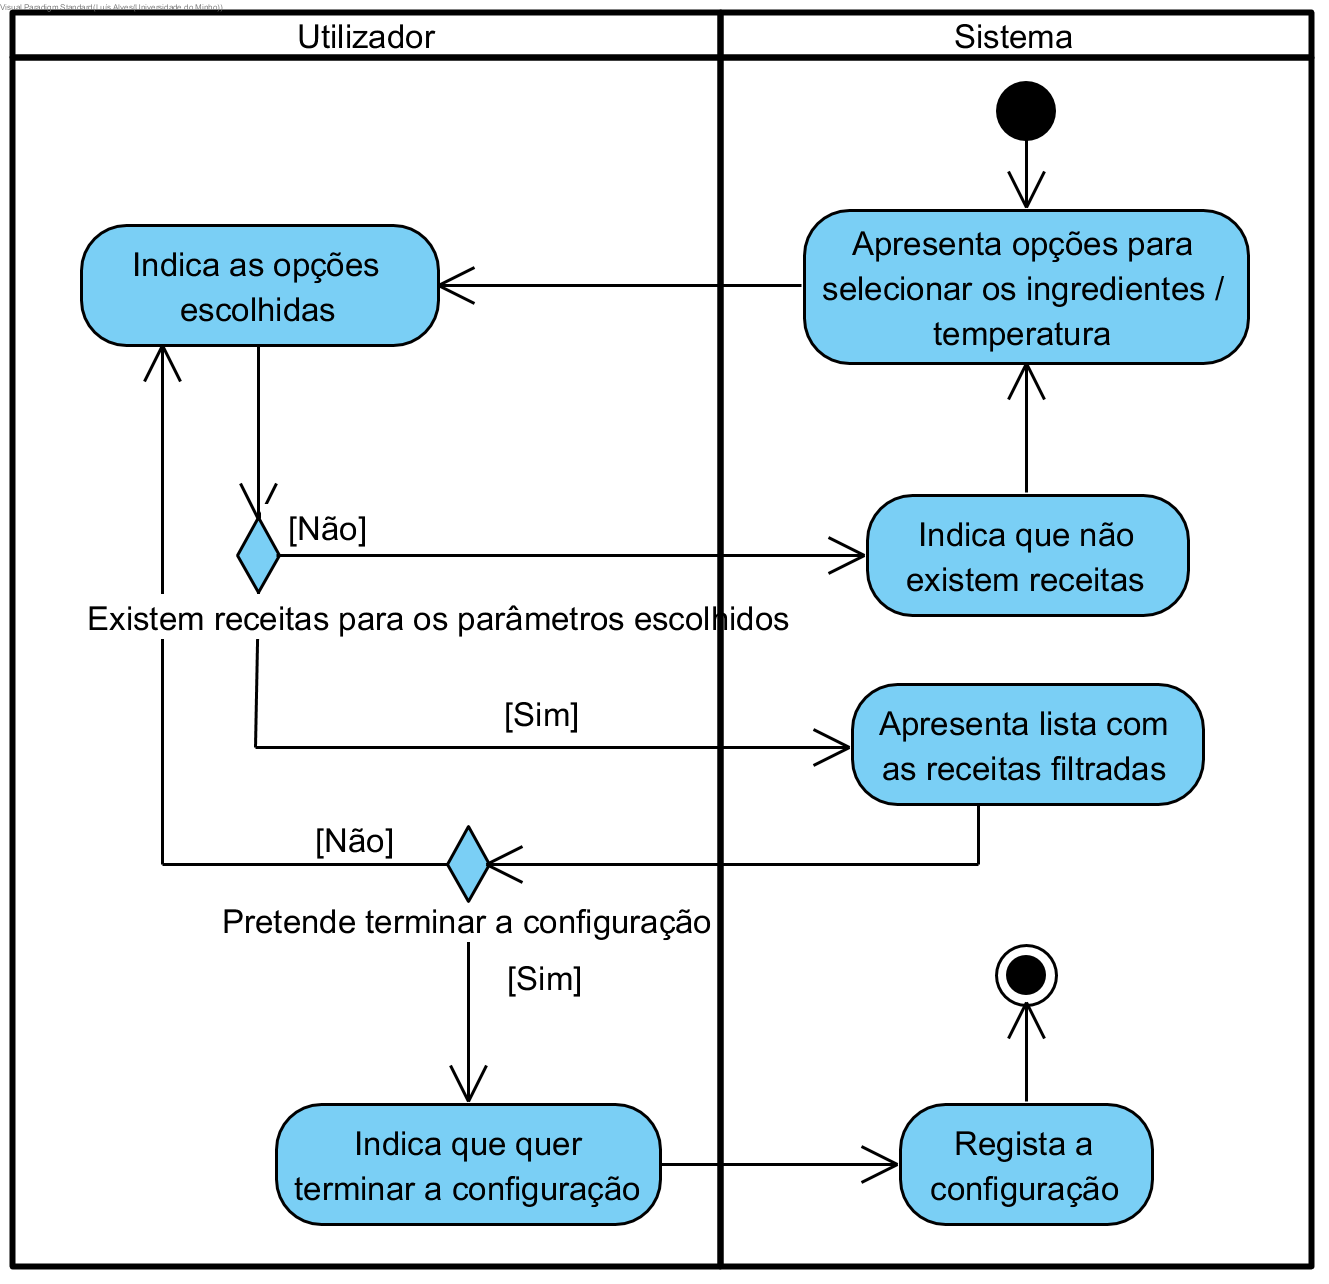 Visual Paradigm Standard(Luís Alves(Universidade do Minho))
Utilizador
Sistema
Indica as opções
escolhidas
Apresenta opções para
selecionar os ingredientes /
temperatura
[Não]
Indica que não
existem receitas
Existem receitas para os parâmetros escolhidos
[Sim]
Apresenta lista com
as receitas filtradas
[Não]
Pretende terminar a configuração
[Sim]
Indica que quer
terminar a configuração
Regista a
configuração